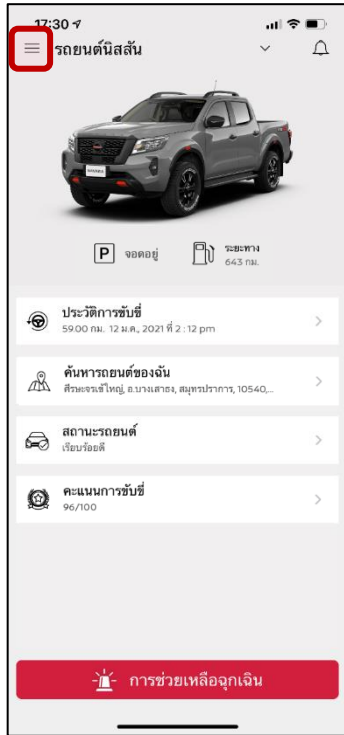 17:30
รถยนต์นิสสัน
P จอดอยู่
ระยะทาง
643 กม.
ประวัติการขับขี่
59.00 กม. 12 ม.ค., 2021 ที่ 2 : 12 pm
ค้นหารถยนต์ของฉัน
ศีรษะจรเข้ใหญ่, อ.บางเสาธง, สมุทรปราการ, 10540,...
สถานะรถยนต์
เรียบร้อยดี
คะแนนการขับขี่
96/100
การช่วยเหลือฉุกเฉิน